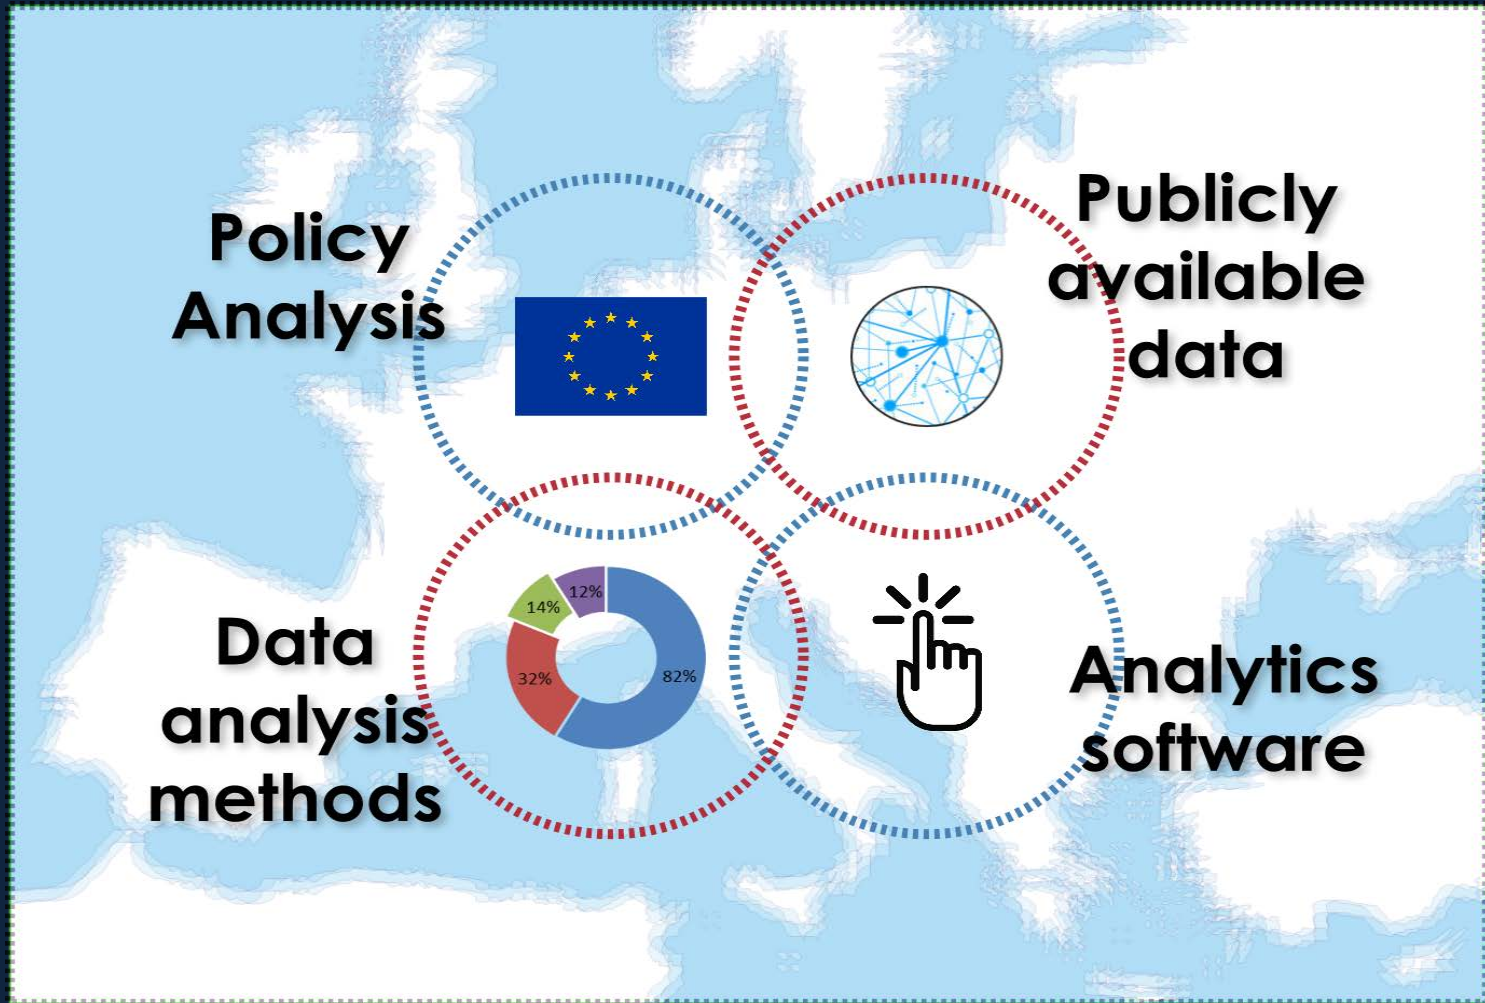 Policy
Analysis
Publicly
available
data
Data
analysis
methods
12%
14%
32%
82%
Analytics
software